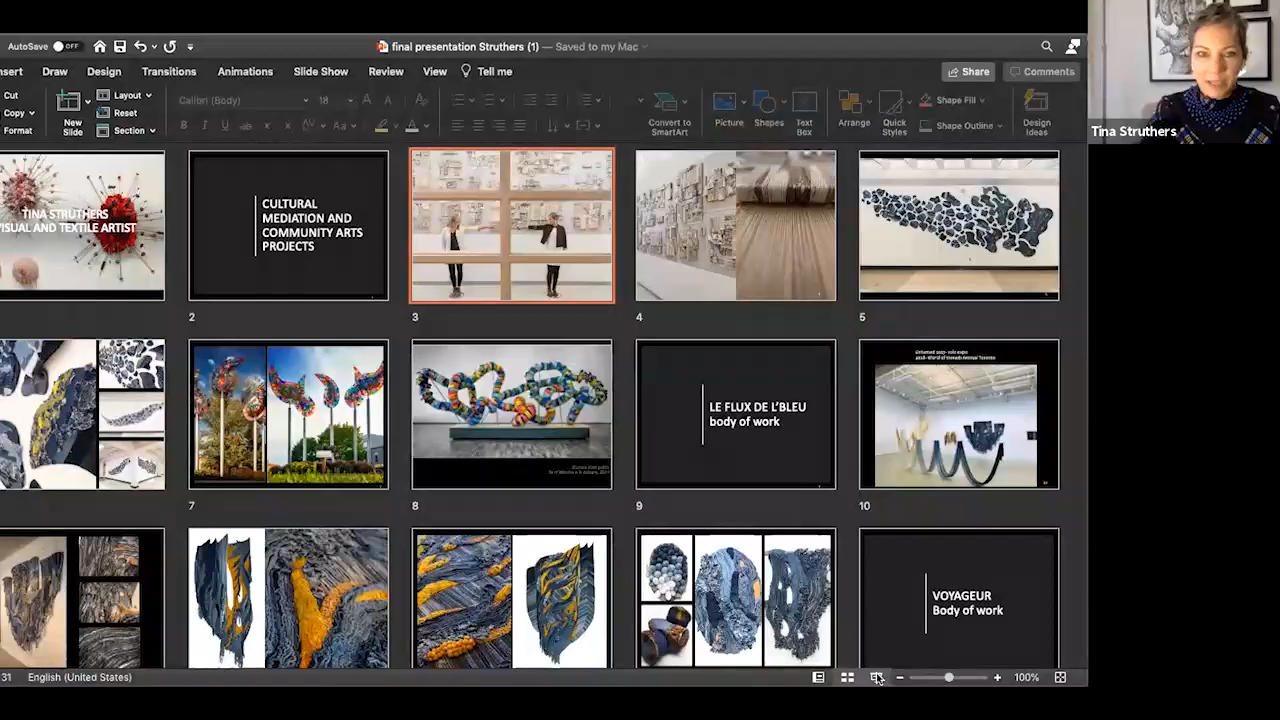 AutoSave OFF
final presentation Struthers (1) — Saved to my Mac
nsert Draw Design Transitions Animations Slide Show Review View Tell me
Share Comments
Cut
Copy
Format
New
Slide
Layout
Reset
Section
Calibri (Body) 18
Convert to
SmartArt
Picture
Shapes
Text
Box
Arrange
Quick
Styles
Shape Fill
Shape Outline
Design
Ideas
Tina Struthers
TINA STRUTHERS
VISUAL AND TEXTILE ARTIST
CULTURAL
MEDIATION AND
COMMUNITY ARTS
PROJECTS
2 3 4 5
LE FLUX DE L'BLEU
body of work
7 8 9 10
VOYAGEUR
Body of work
31 English (United States)
100%